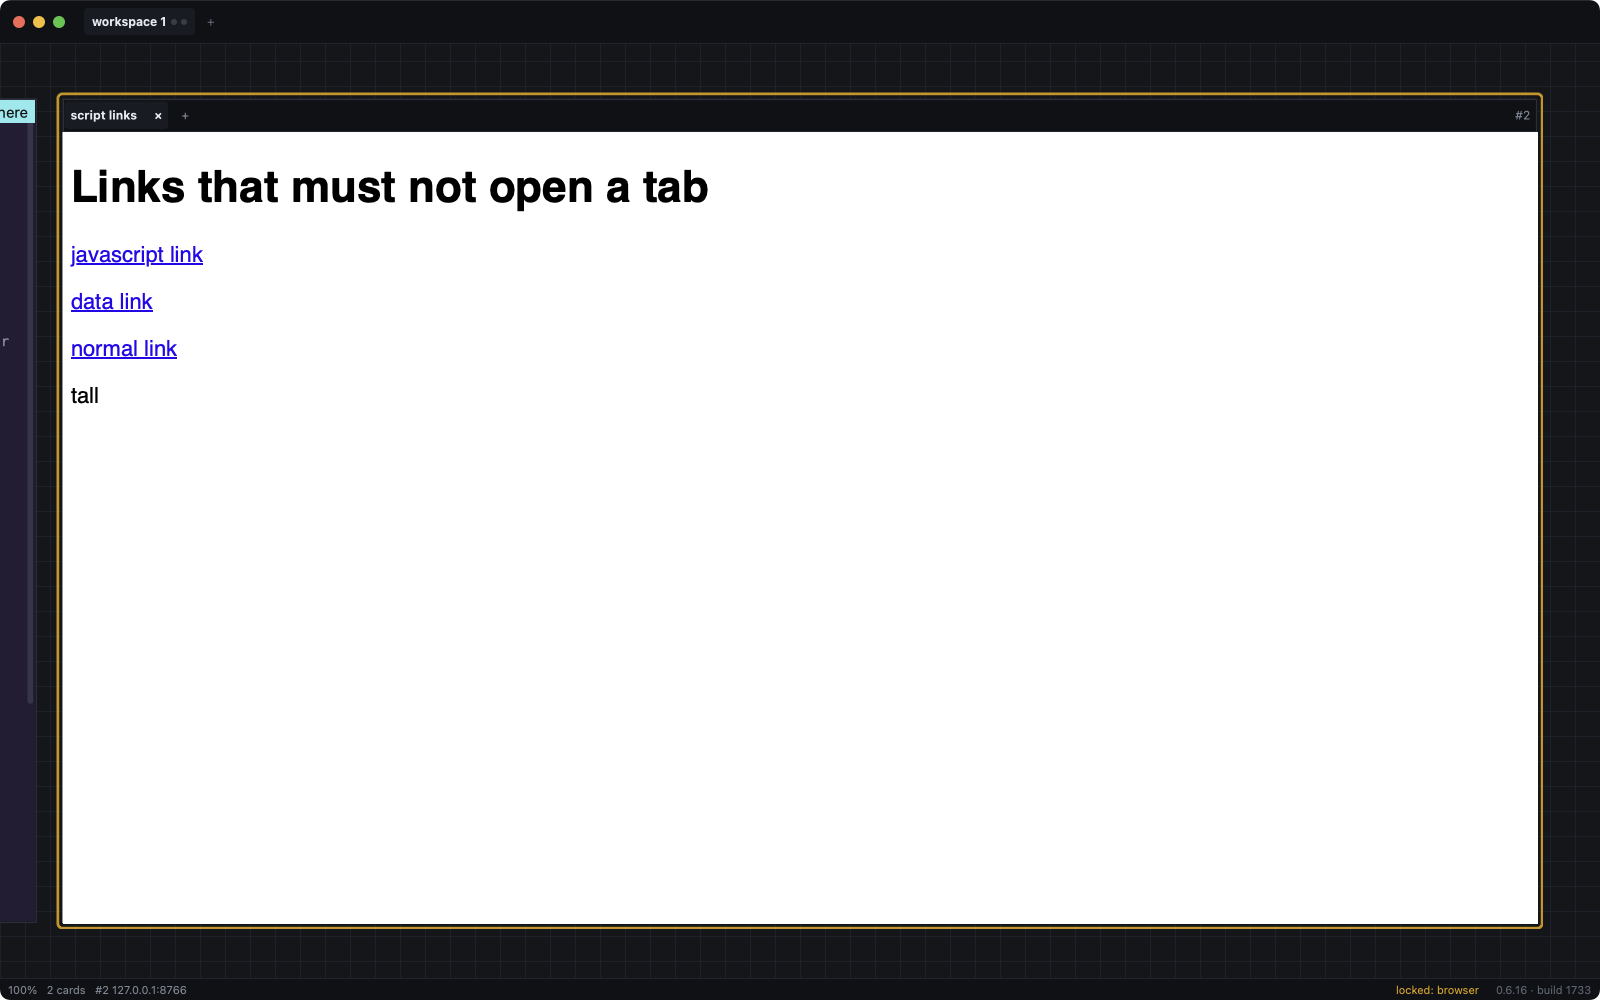 workspace 1 +
here
script links × + #2
Links that must not open a tab
javascript link
data link
normal link
r
tall
100% 2 cards #2 127.0.0.1:8766 locked: browser 0.6.16 · build 1733